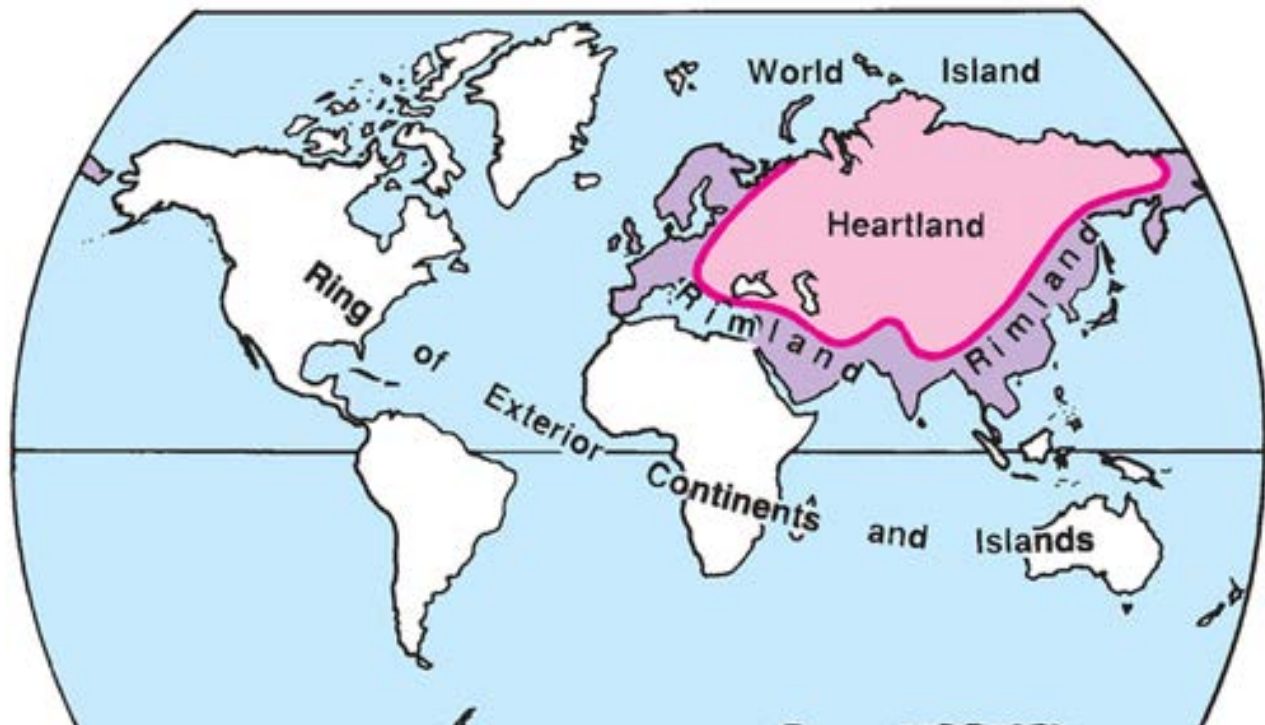 World Island
Heartland
Rimland
Rimland
Ring of Exterior Continents and Islands